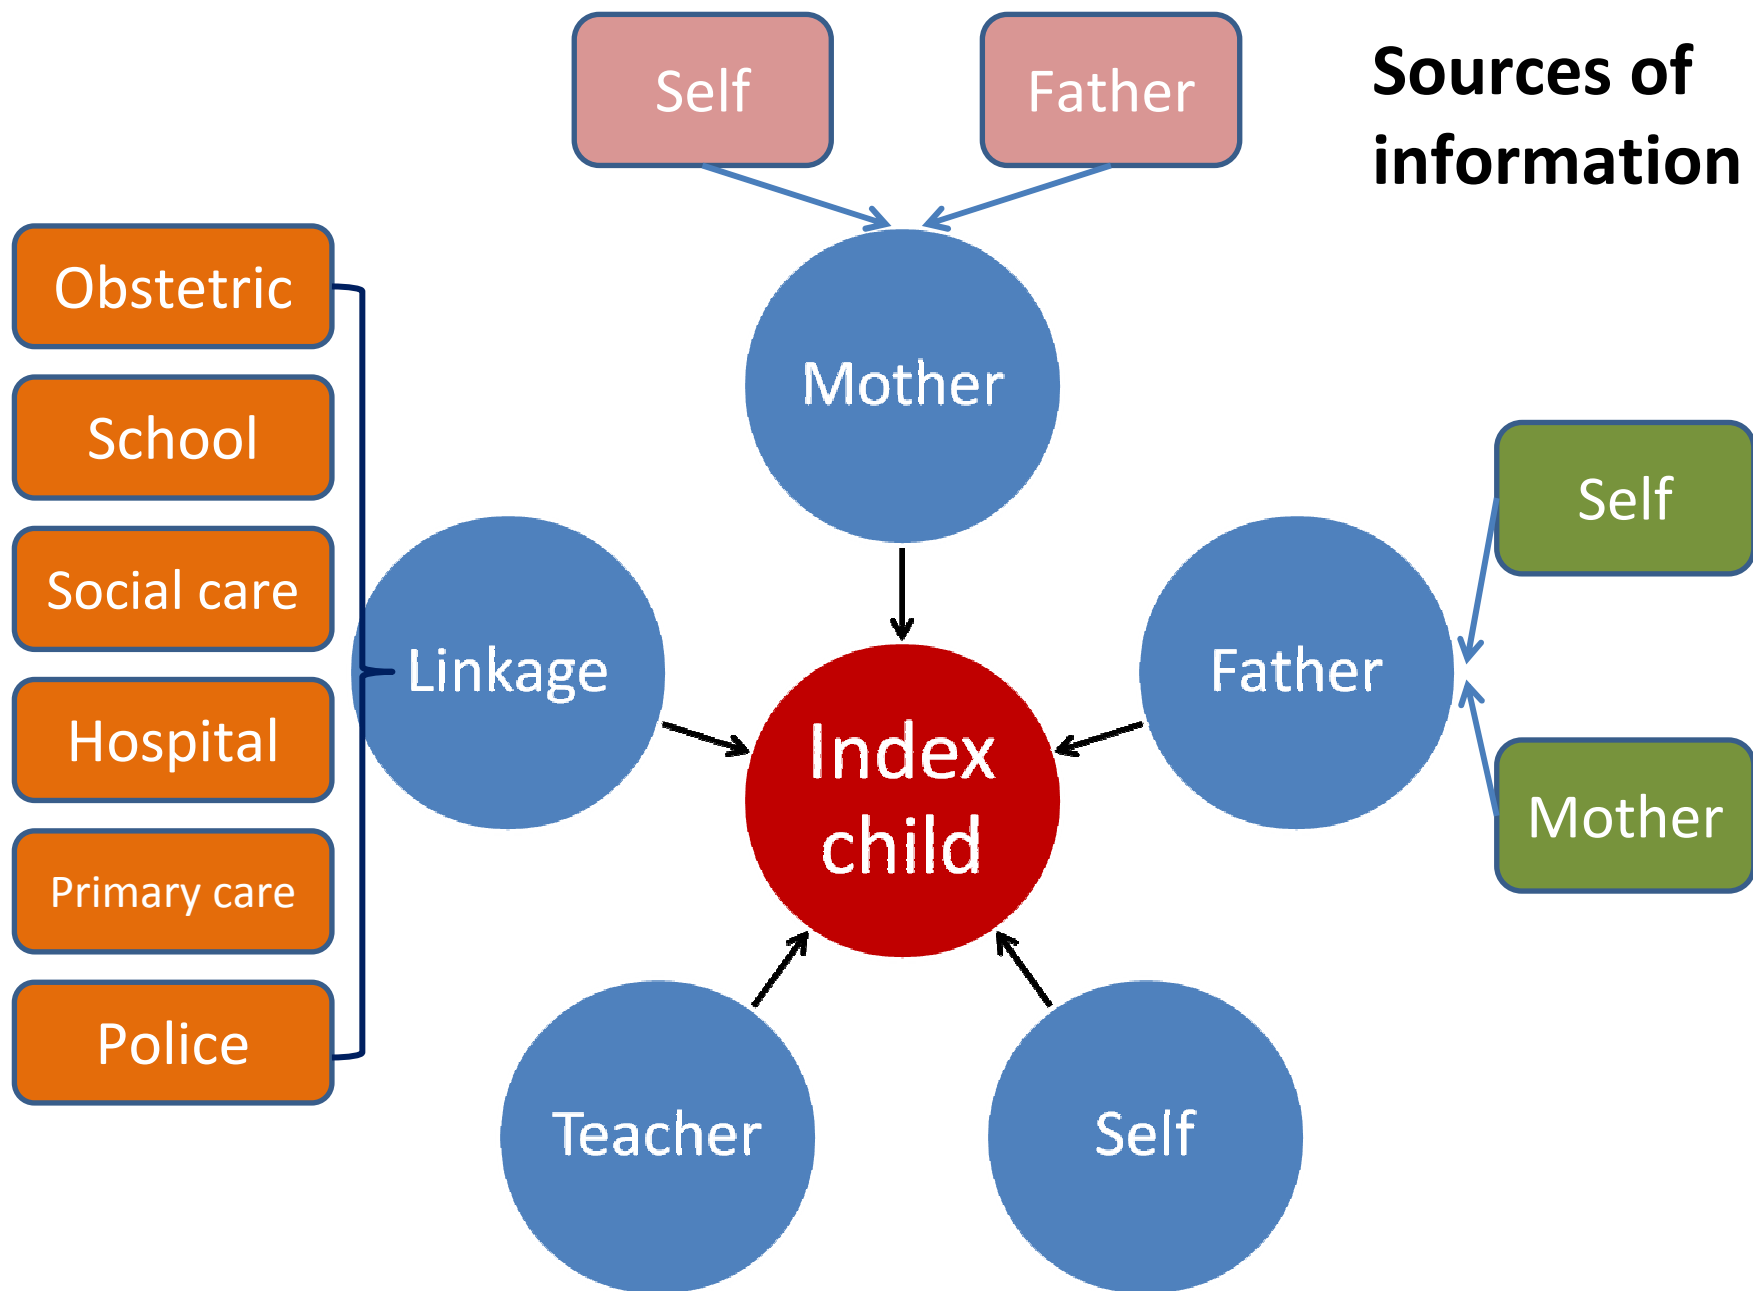 Self
Father
Sources of
information
Obstetric
School
Social care
Hospital
Primary care
Police
Mother
Linkage
Father
Self
Mother
Index
child
Teacher
Self